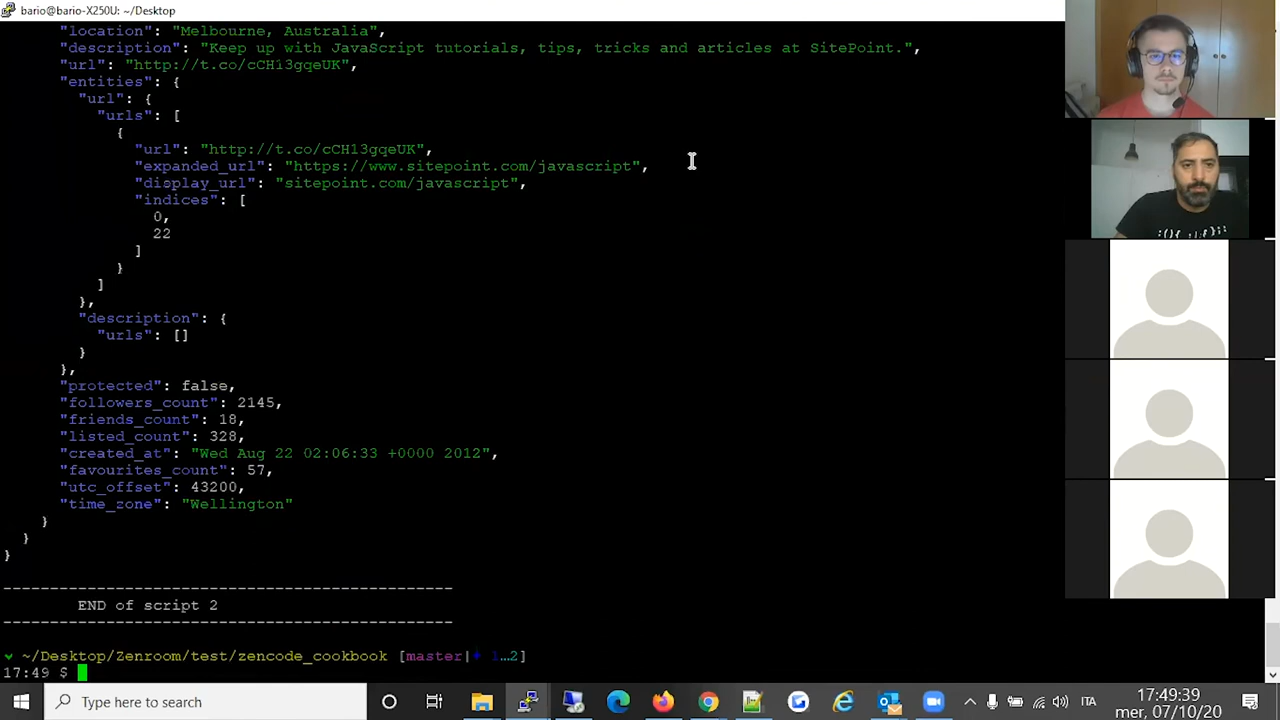 bario@bario-X250U: ~/Desktop
"location": "Melbourne, Australia",
"description": "Keep up with JavaScript tutorials, tips, tricks and articles at SitePoint.",
"url": "http://t.co/cCH13gqeUK",
"entities": {
"url": {
"urls": [
{
"url": "http://t.co/cCH13gqeUK",
"expanded_url": "https://www.sitepoint.com/javascript",
"display_url": "sitepoint.com/javascript",
"indices": [
0,
22
]
}
]
},
"description": {
"urls": []
}
},
"protected": false,
"followers_count": 2145,
"friends_count": 18,
"listed_count": 328,
"created_at": "Wed Aug 22 02:06:33 +0000 2012",
"favourites_count": 57,
"utc_offset": 43200,
"time_zone": "Wellington"
}
}
}
------------------------------------------------
END of script 2
------------------------------------------------
~/Desktop/Zenroom/test/zencode_cookbook [master| 1…2]
17:49 $
Type here to search
ITA
17:49:39
mer, 07/10/20